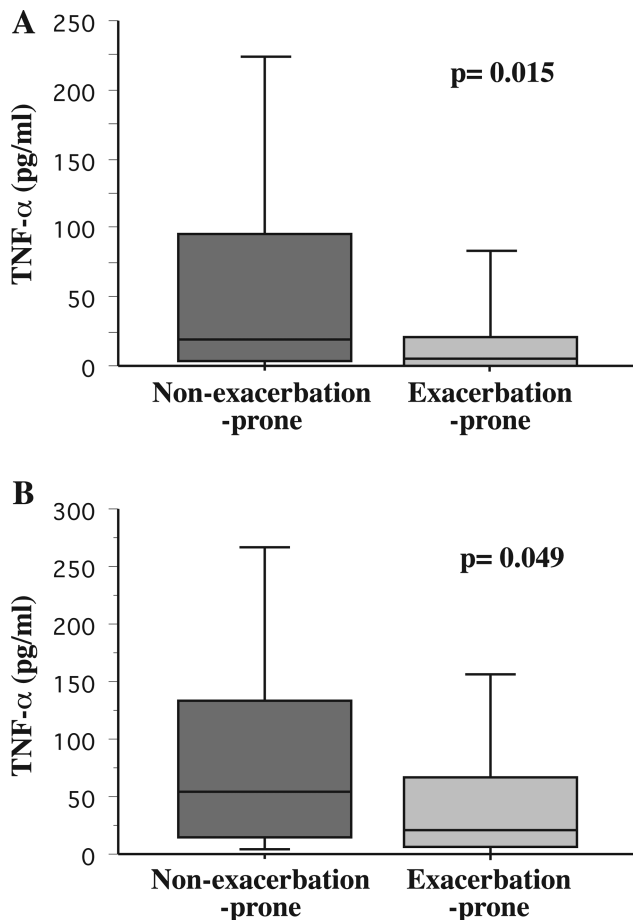 A
TNF-α (pg/ml)
250
200
150
100
50
0
p= 0.015
Non-exacerbation
-prone
Exacerbation
-prone
B
TNF-α (pg/ml)
300
250
200
150
100
50
0
p= 0.049
Non-exacerbation
-prone
Exacerbation
-prone